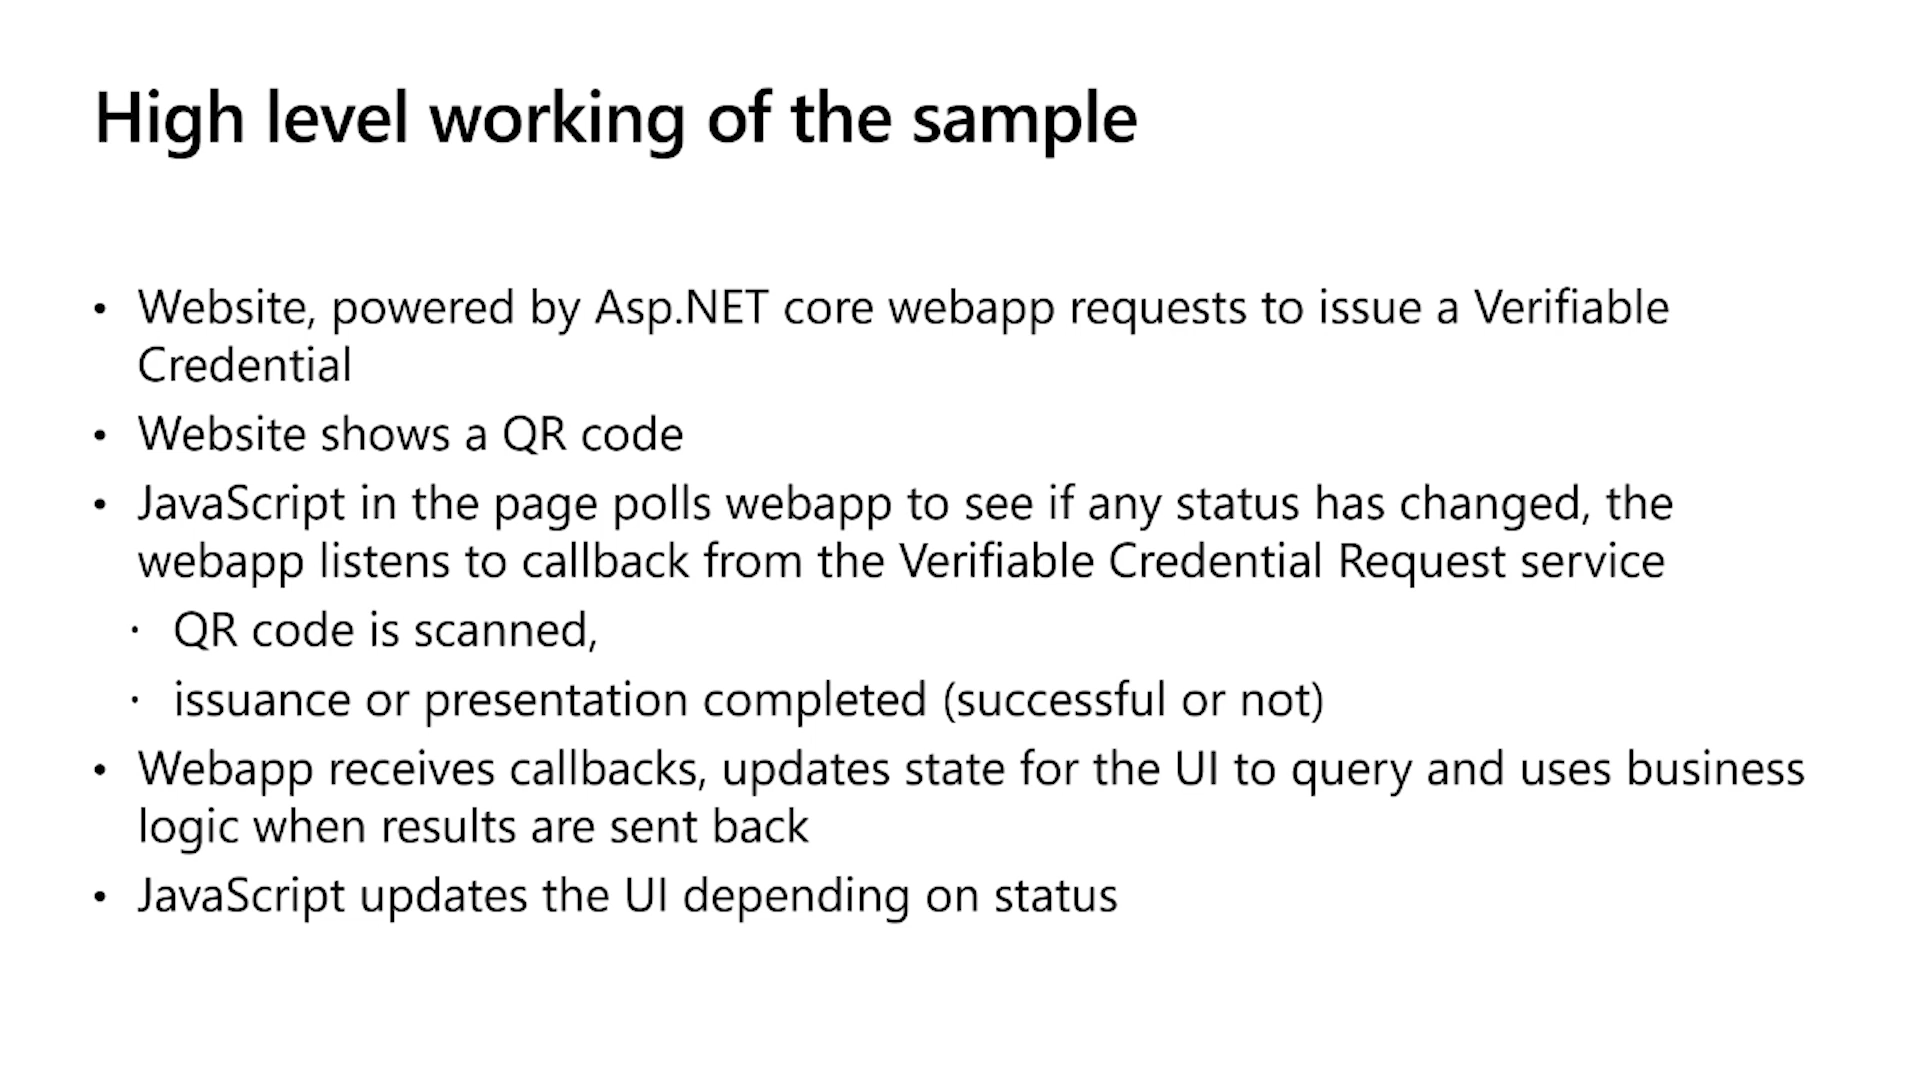 High level working of the sample
• Website, powered by Asp.NET core webapp requests to issue a Verifiable
Credential
• Website shows a QR code
• JavaScript in the page polls webapp to see if any status has changed, the
webapp listens to callback from the Verifiable Credential Request service
· QR code is scanned,
· issuance or presentation completed (successful or not)
• Webapp receives callbacks, updates state for the UI to query and uses business
logic when results are sent back
• JavaScript updates the UI depending on status